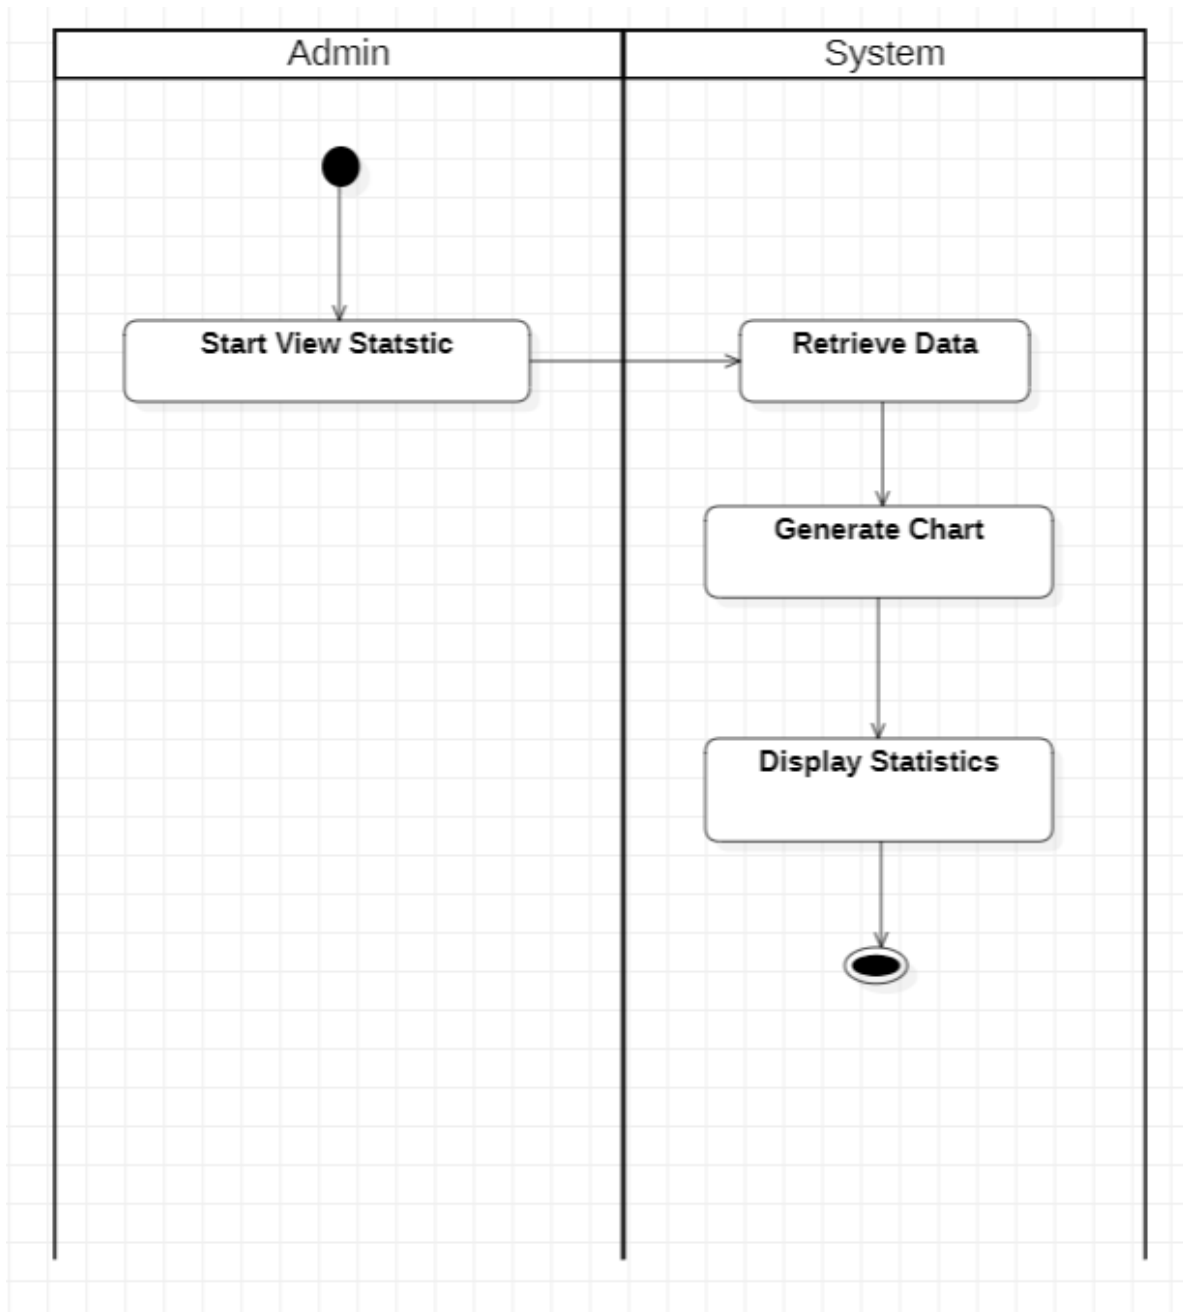 Admin
System
Start View Statstic
Retrieve Data
Generate Chart
Display Statistics